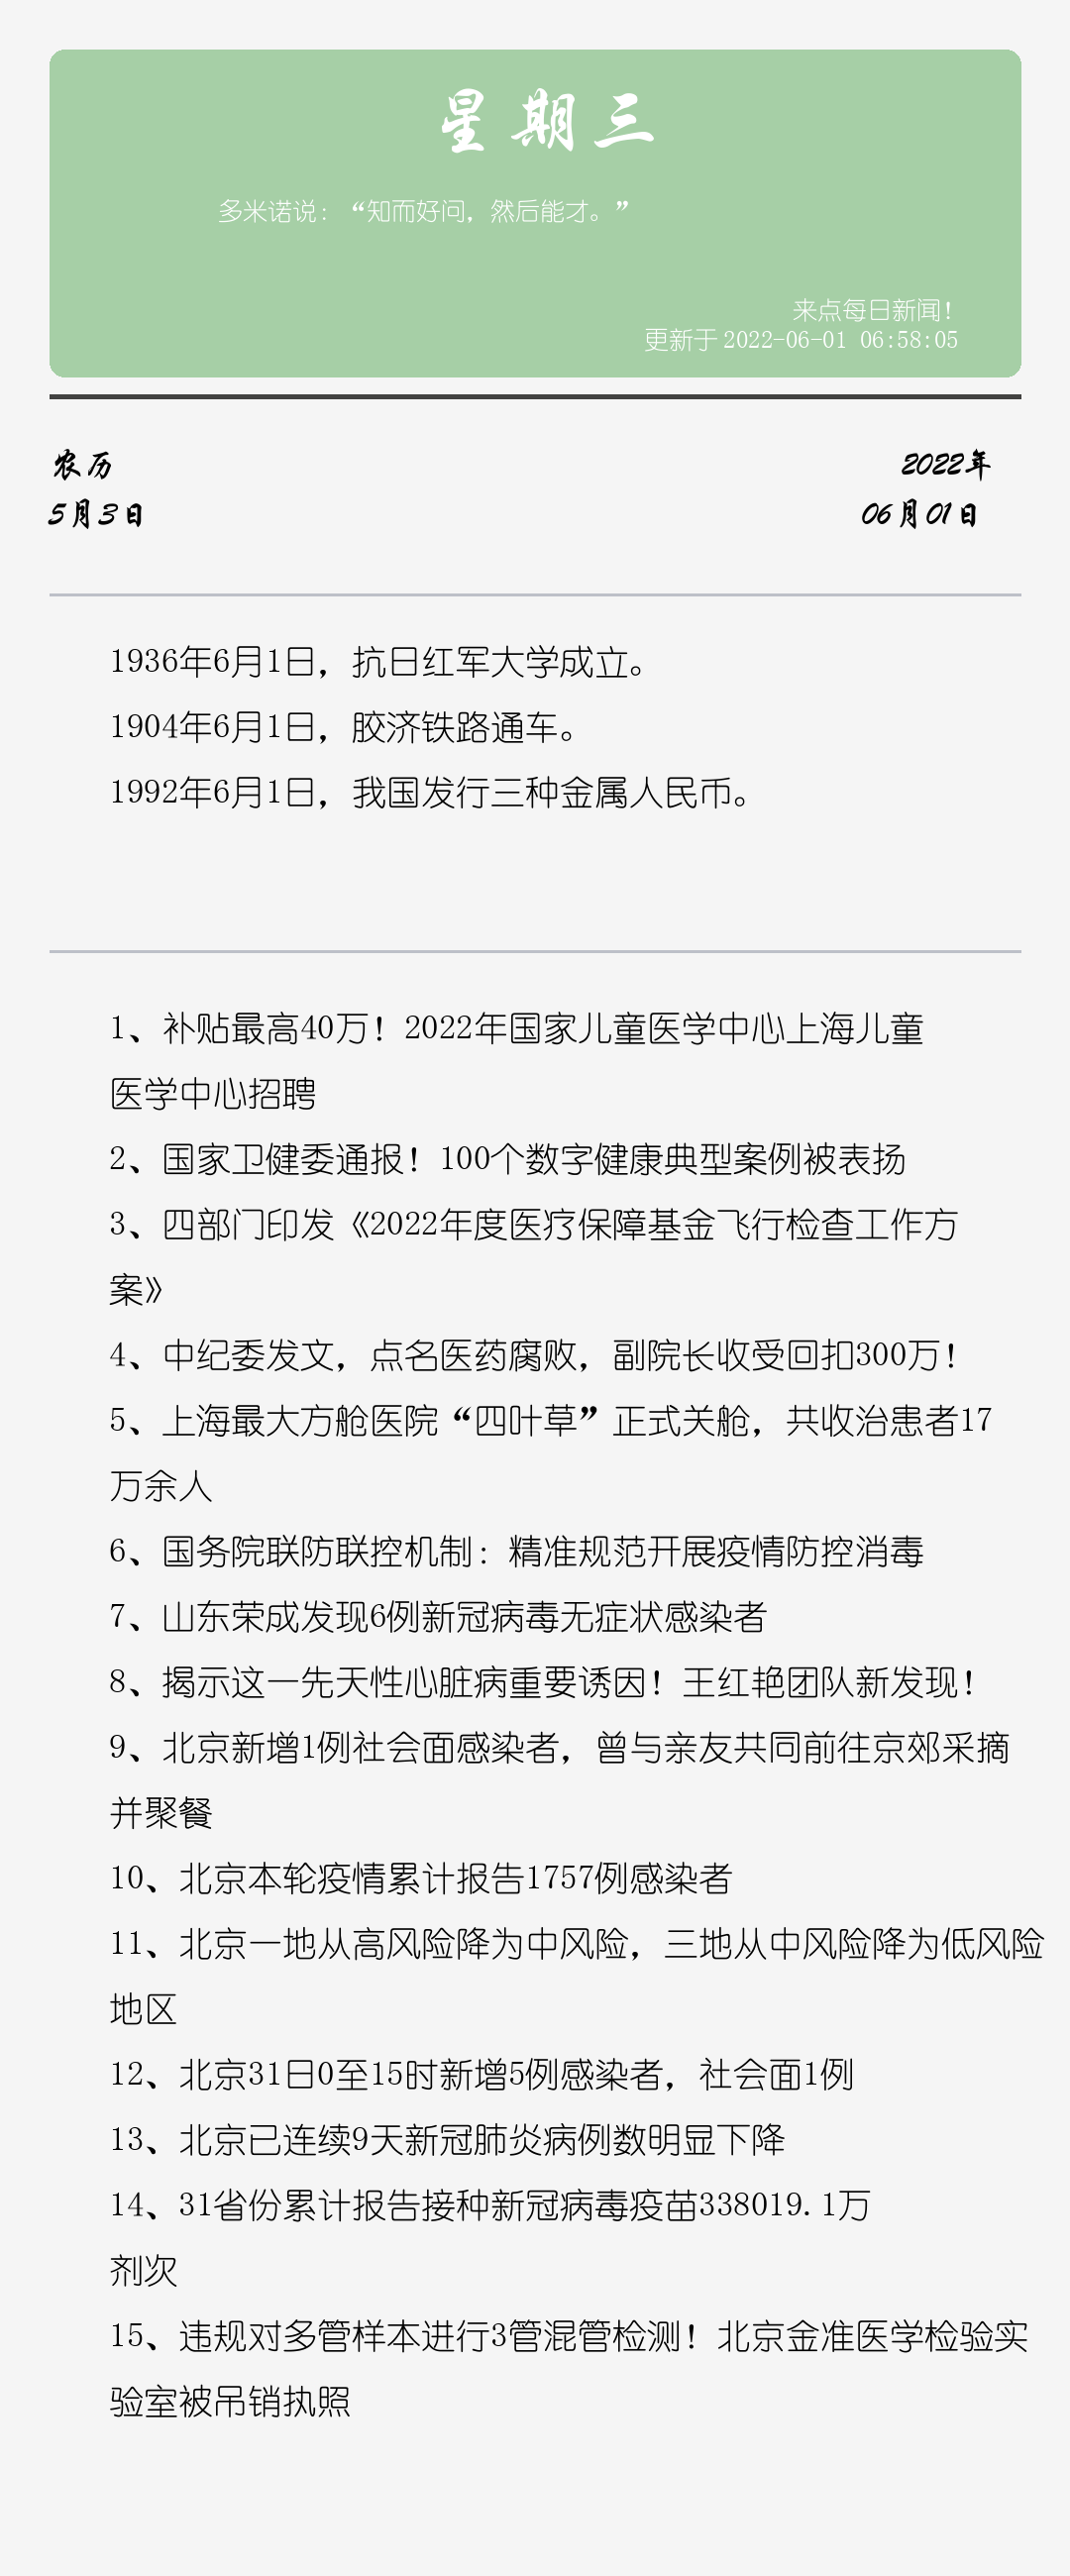 星期三
多米诺说：“知而好问，然后能才。”
来点每日新闻！
更新于 2022-06-01 06:58:05
农历
2022年
5月3日
06月01日
1936年6月1日，抗日红军大学成立。
1904年6月1日，胶济铁路通车。
1992年6月1日，我国发行三种金属人民币。
1、补贴最高40万！2022年国家儿童医学中心上海儿童
医学中心招聘
2、国家卫健委通报！100个数字健康典型案例被表扬
3、四部门印发《2022年度医疗保障基金飞行检查工作方
案》
4、中纪委发文，点名医药腐败，副院长收受回扣300万！
5、上海最大方舱医院“四叶草”正式关舱，共收治患者17
万余人
6、国务院联防联控机制：精准规范开展疫情防控消毒
7、山东荣成发现6例新冠病毒无症状感染者
8、揭示这一先天性心脏病重要诱因！王红艳团队新发现！
9、北京新增1例社会面感染者，曾与亲友共同前往京郊采摘
并聚餐
10、北京本轮疫情累计报告1757例感染者
11、北京一地从高风险降为中风险，三地从中风险降为低风险
地区
12、北京31日0至15时新增5例感染者，社会面1例
13、北京已连续9天新冠肺炎病例数明显下降
14、31省份累计报告接种新冠病毒疫苗338019.1万
剂次
15、违规对多管样本进行3管混管检测！北京金准医学检验实
验室被吊销执照